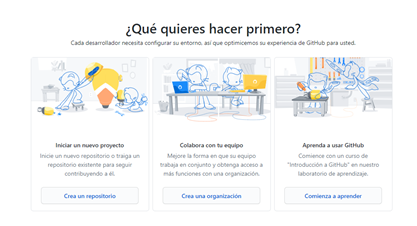 ¿Qué quieres hacer primero?
Cada desarrollador necesita configurar su entorno, así que optimicemos su experiencia de GitHub para usted.
Iniciar un nuevo proyecto
Inicie un nuevo repositorio o traiga un
repositorio existente para seguir
contribuyendo a él.
Crea un repositorio
Colabora con tu equipo
Mejore la forma en que su equipo
trabaja en conjunto y obtenga acceso a
más funciones con una organización.
Crea una organización
Aprenda a usar GitHub
Comience con un curso de
"Introducción a GitHub" en nuestro
laboratorio de aprendizaje.
Comienza a aprender